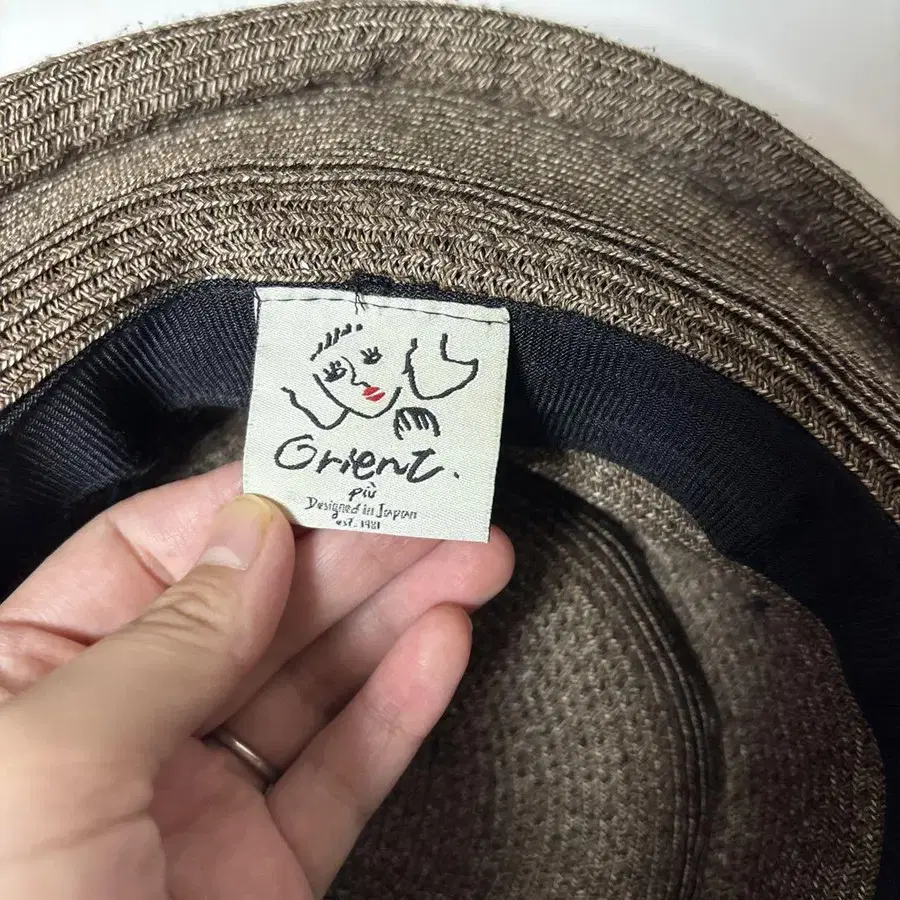 Orient.
più
Designed in Japan
est. 1981